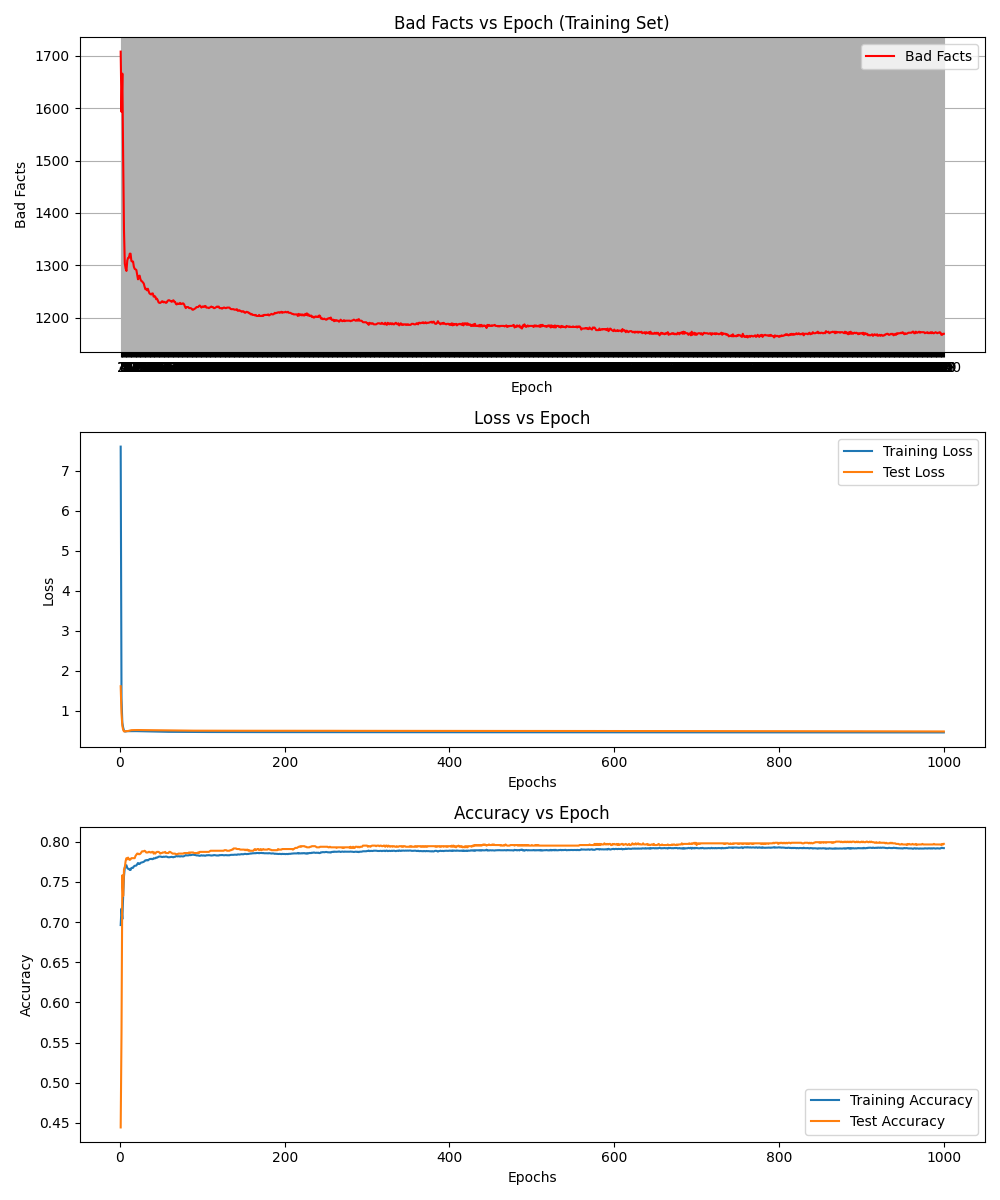 Bad Facts vs Epoch (Training Set)
Bad Facts
1700
1600
1500
1400
1300
1200
Bad Facts
Epoch
Loss vs Epoch
Training Loss
Test Loss
7
6
5
4
3
2
1
Loss
0 200 400 600 800 1000
Epochs
Accuracy vs Epoch
0.80
0.75
0.70
0.65
0.60
0.55
0.50
0.45
Accuracy
Training Accuracy
Test Accuracy
0 200 400 600 800 1000
Epochs